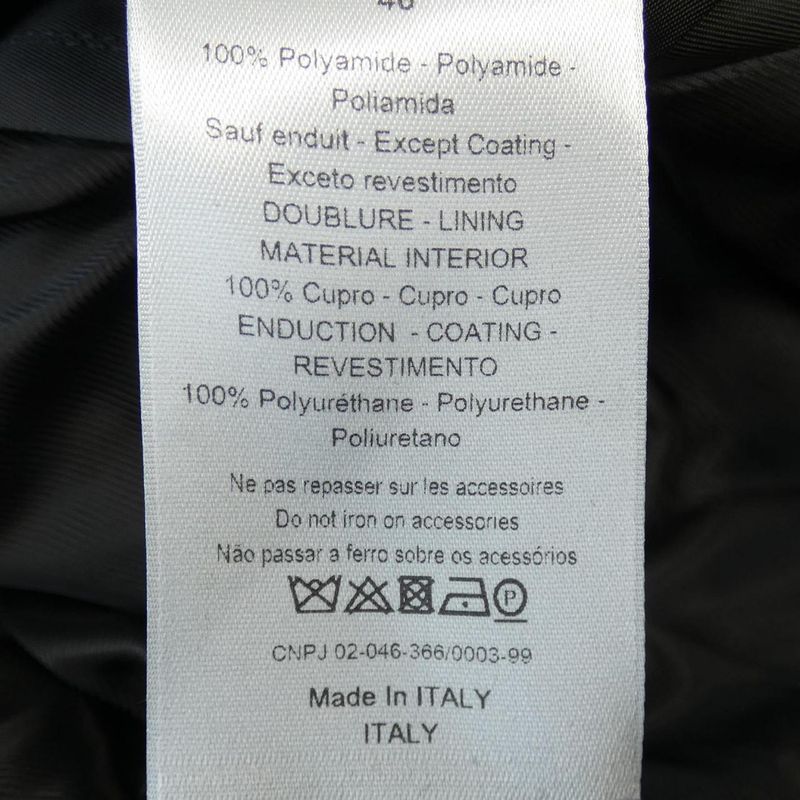 100% Polyamide - Polyamide -
Poliamida
Sauf enduit - Except Coating -
Exceto revestimento
DOUBLURE - LINING
MATERIAL INTERIOR
100% Cupro - Cupro - Cupro
ENDUCTION - COATING -
REVESTIMENTO
100% Polyuréthane - Polyurethane -
Poliuretano
Ne pas repasser sur les accessoires
Do not iron on accessories
Não passar a ferro sobre os acessórios
P
CNPJ 02-046-366/0003-99
Made In ITALY
ITALY